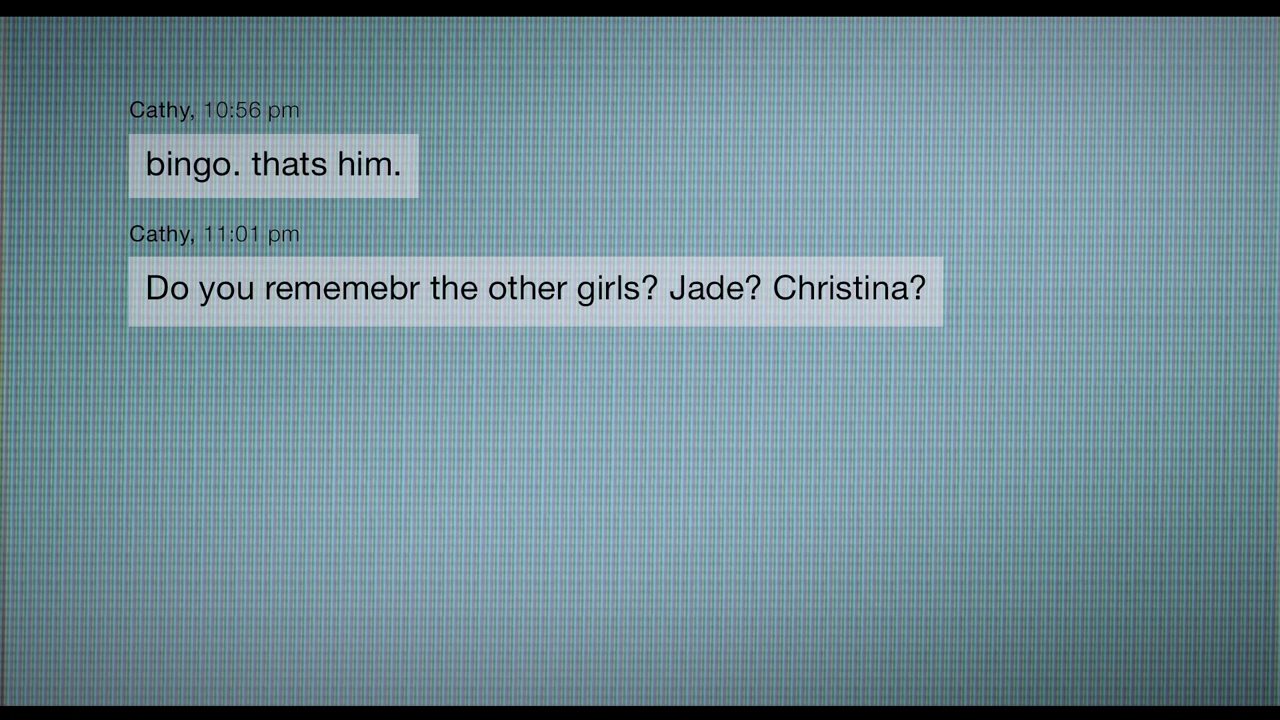 Cathy, 10:56 pm
bingo. thats him.
Cathy, 11:01 pm
Do you rememebr the other girls? Jade? Christina?